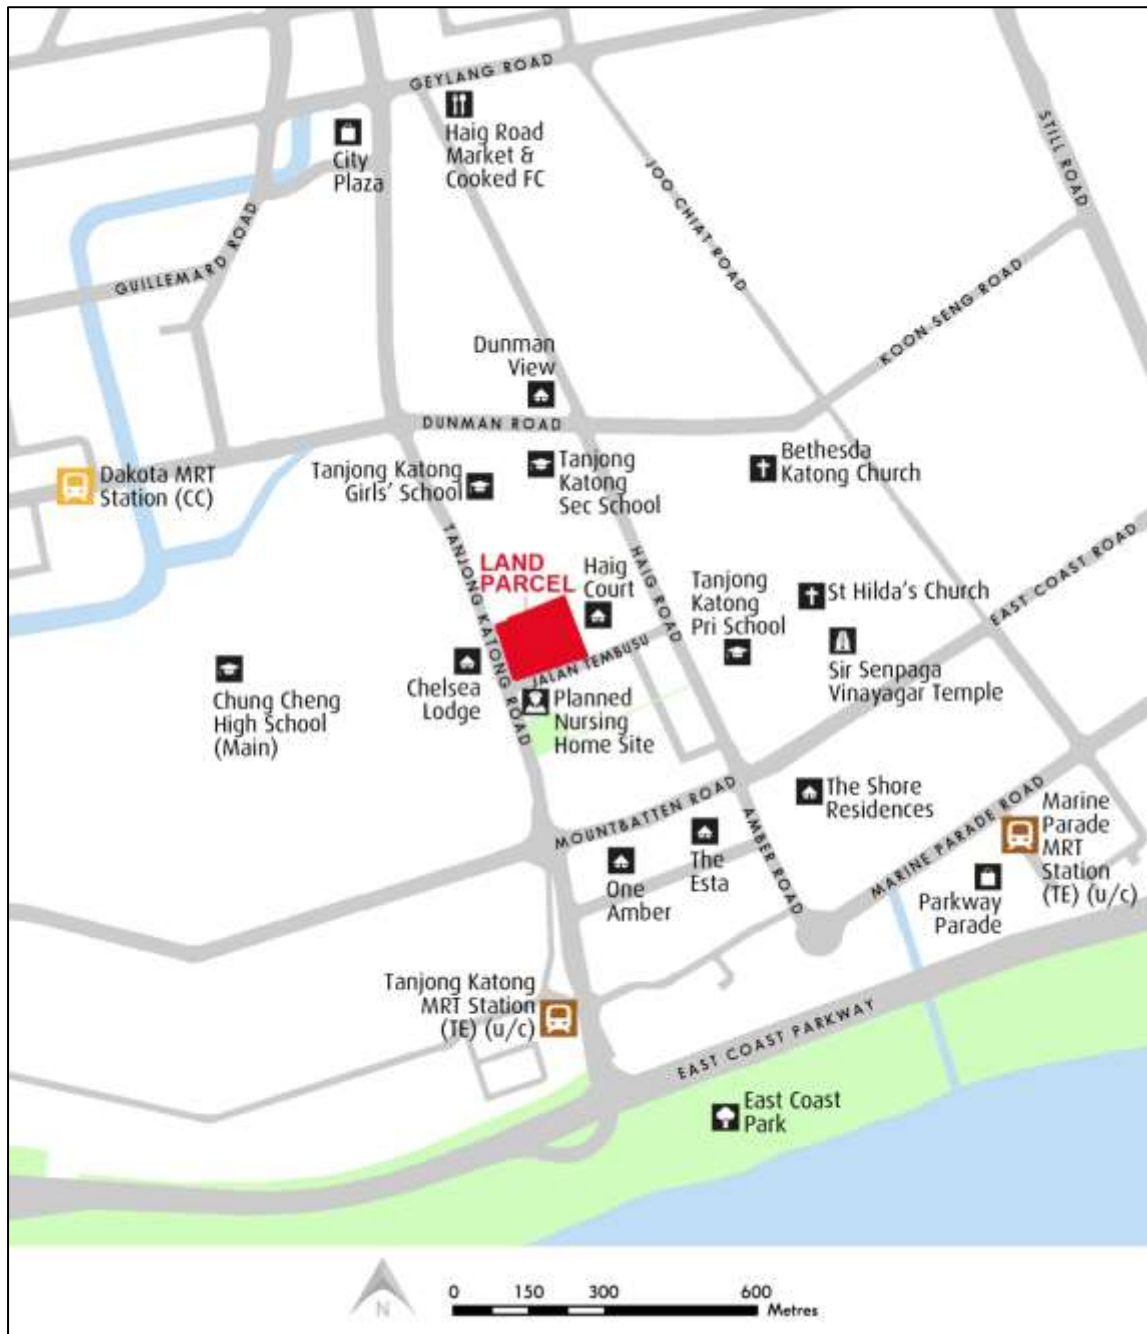 GEYLANG ROAD
Haig Road
Market &
Cooked FC
City
Plaza
STILL ROAD
JOO CHIAT ROAD
GUILLEMARD ROAD
KOON SENG ROAD
Dunman
View
DUNMAN ROAD
Bethesda
Katong Church
Dakota MRT
Station (CC)
Tanjong Katong
Girls' School
Tanjong
Katong
Sec School
TANJONG KATONG ROAD
HAIG ROAD
LAND
PARCEL
Haig
Court
Tanjong
Katong
Pri School
St Hilda's Church
EAST COAST ROAD
JALAN TEMBUSU
Sir Senpaga
Vinayagar Temple
Chung Cheng
High School
(Main)
Chelsea
Lodge
Planned
Nursing
Home Site
MOUNTBATTEN ROAD
AMBER ROAD
The Shore
Residences
MARINE PARADE ROAD
Marine
Parade
MRT
Station
(TE) (u/c)
The
Esta
One
Amber
Parkway
Parade
Tanjong Katong
MRT Station
(TE) (u/c)
EAST COAST PARKWAY
East Coast
Park
N
0 150 300 600
Metres